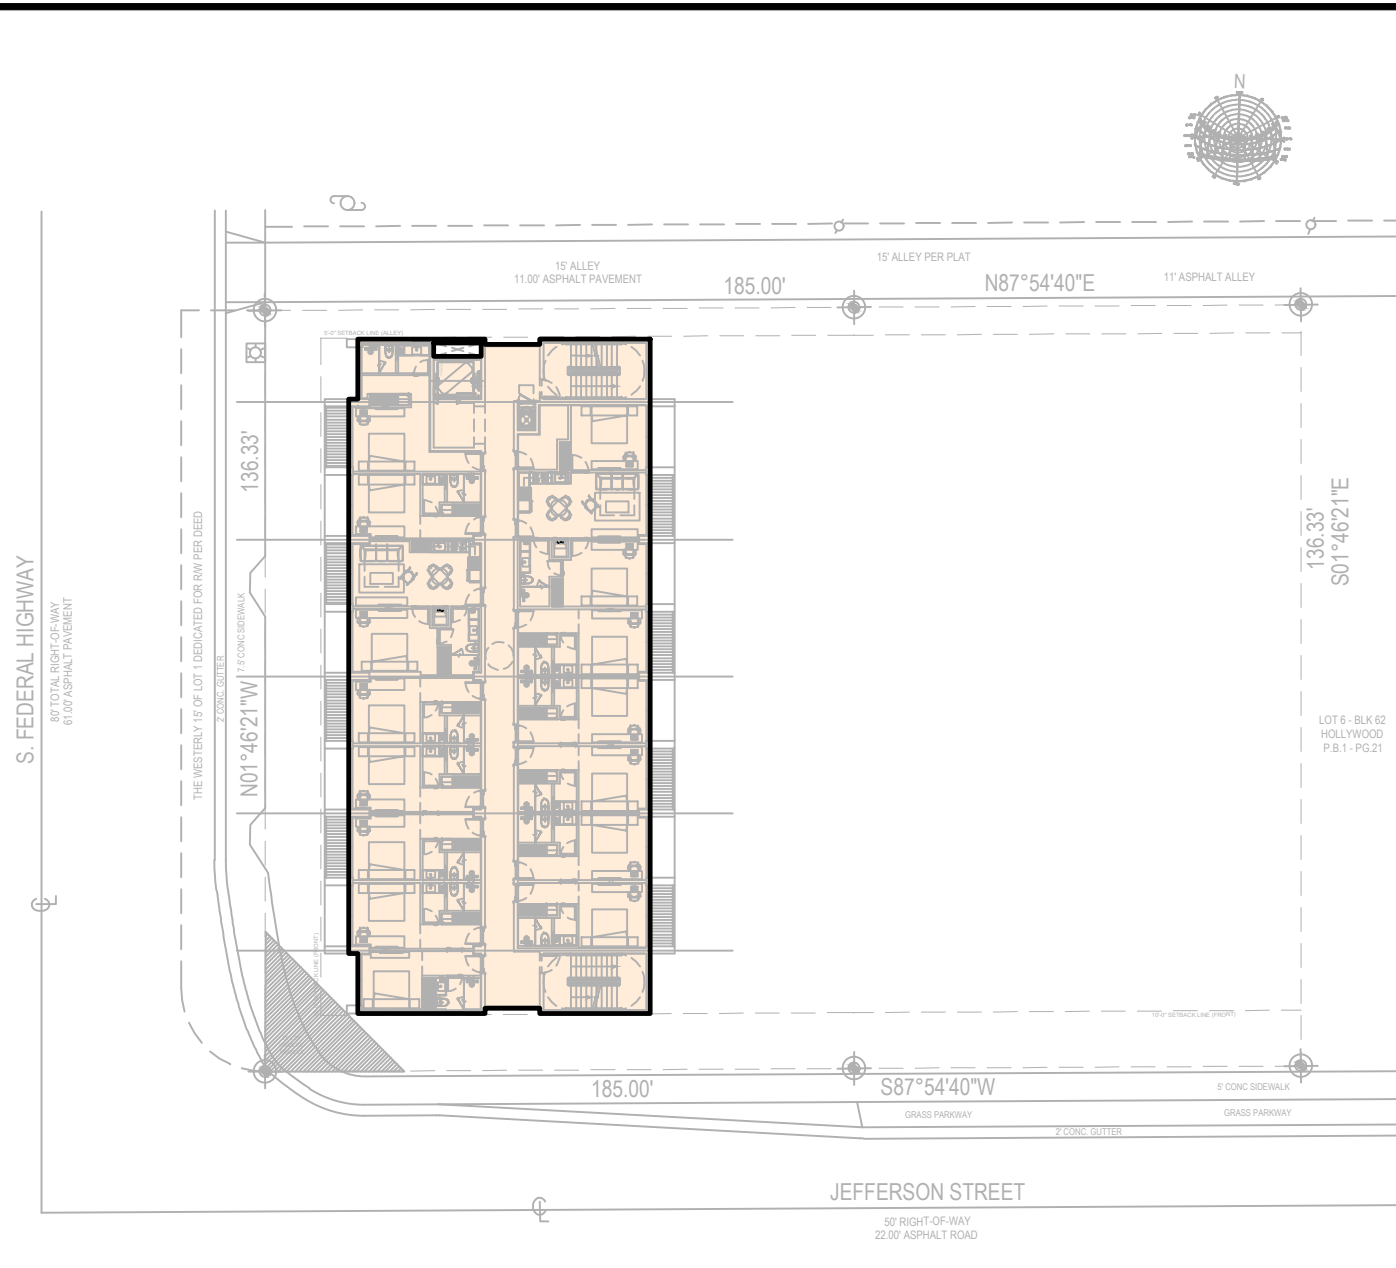 N
15' ALLEY
11.00' ASPHALT PAVEMENT
185.00'
15' ALLEY PER PLAT
N87°54'40"E
11' ASPHALT ALLEY
5'-0" SETBACK LINE (ALLEY)
136.33'
N01°46'21"W
7.5' CONC SIDEWALK
2' CONC. GUTTER
THE WESTERLY 15' OF LOT 1 DEDICATED FOR R/W PER DEED
S. FEDERAL HIGHWAY
80' TOTAL RIGHT-OF-WAY
61.00' ASPHALT PAVEMENT
136.33'
S01°46'21"E
LOT 6 - BLK 62
HOLLYWOOD
P.B.1 - PG.21
10'-0" SETBACK LINE (FRONT)
185.00'
S87°54'40"W
5' CONC SIDEWALK
GRASS PARKWAY
GRASS PARKWAY
2' CONC. GUTTER
JEFFERSON STREET
50' RIGHT-OF-WAY
22.00' ASPHALT ROAD